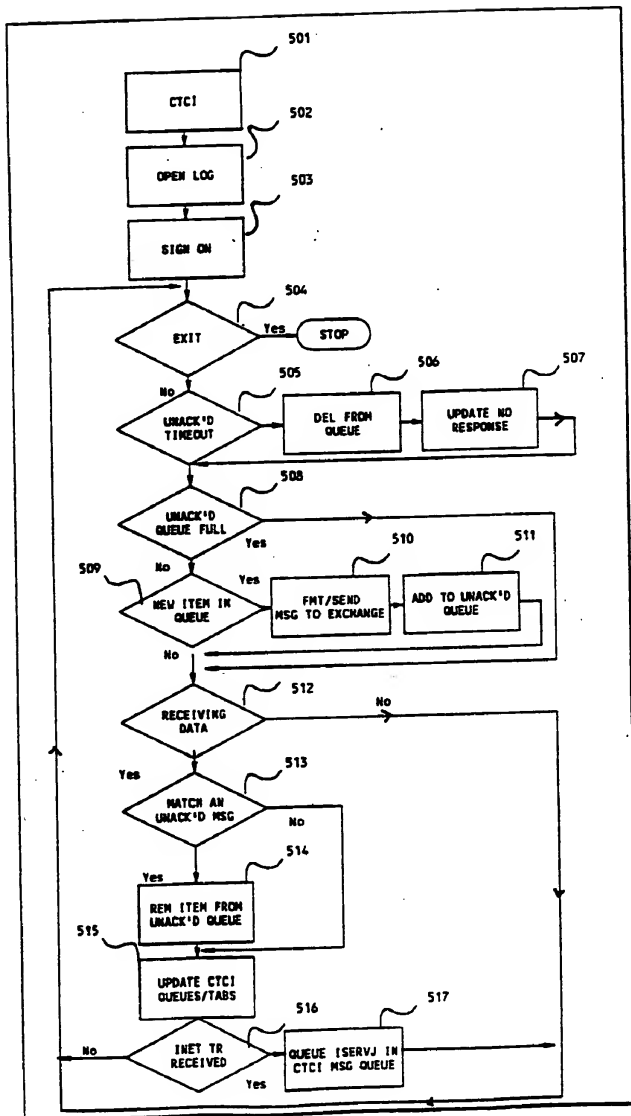 501
CTCI
502
OPEN LOG
503
SIGN ON
504
EXIT
Yes
STOP
No
505
506
507
UNACK'D
TIMEOUT
DEL FROM
QUEUE
UPDATE NO
RESPONSE
508
UNACK'D
QUEUE FULL
Yes
No
509
510
511
NEW ITEM IN
QUEUE
Yes
FMT/SEND
MSG TO EXCHANGE
ADD TO UNACK'D
QUEUE
No
512
RECEIVING
DATA
No
Yes
513
MATCH AN
UNACK'D MSG
No
Yes
514
REM ITEM FROM
UNACK'D QUEUE
515
UPDATE CTCI
QUEUES/TABS
516
517
INET TR
RECEIVED
No
Yes
QUEUE ISERVJ IN
CTCI MSG QUEUE